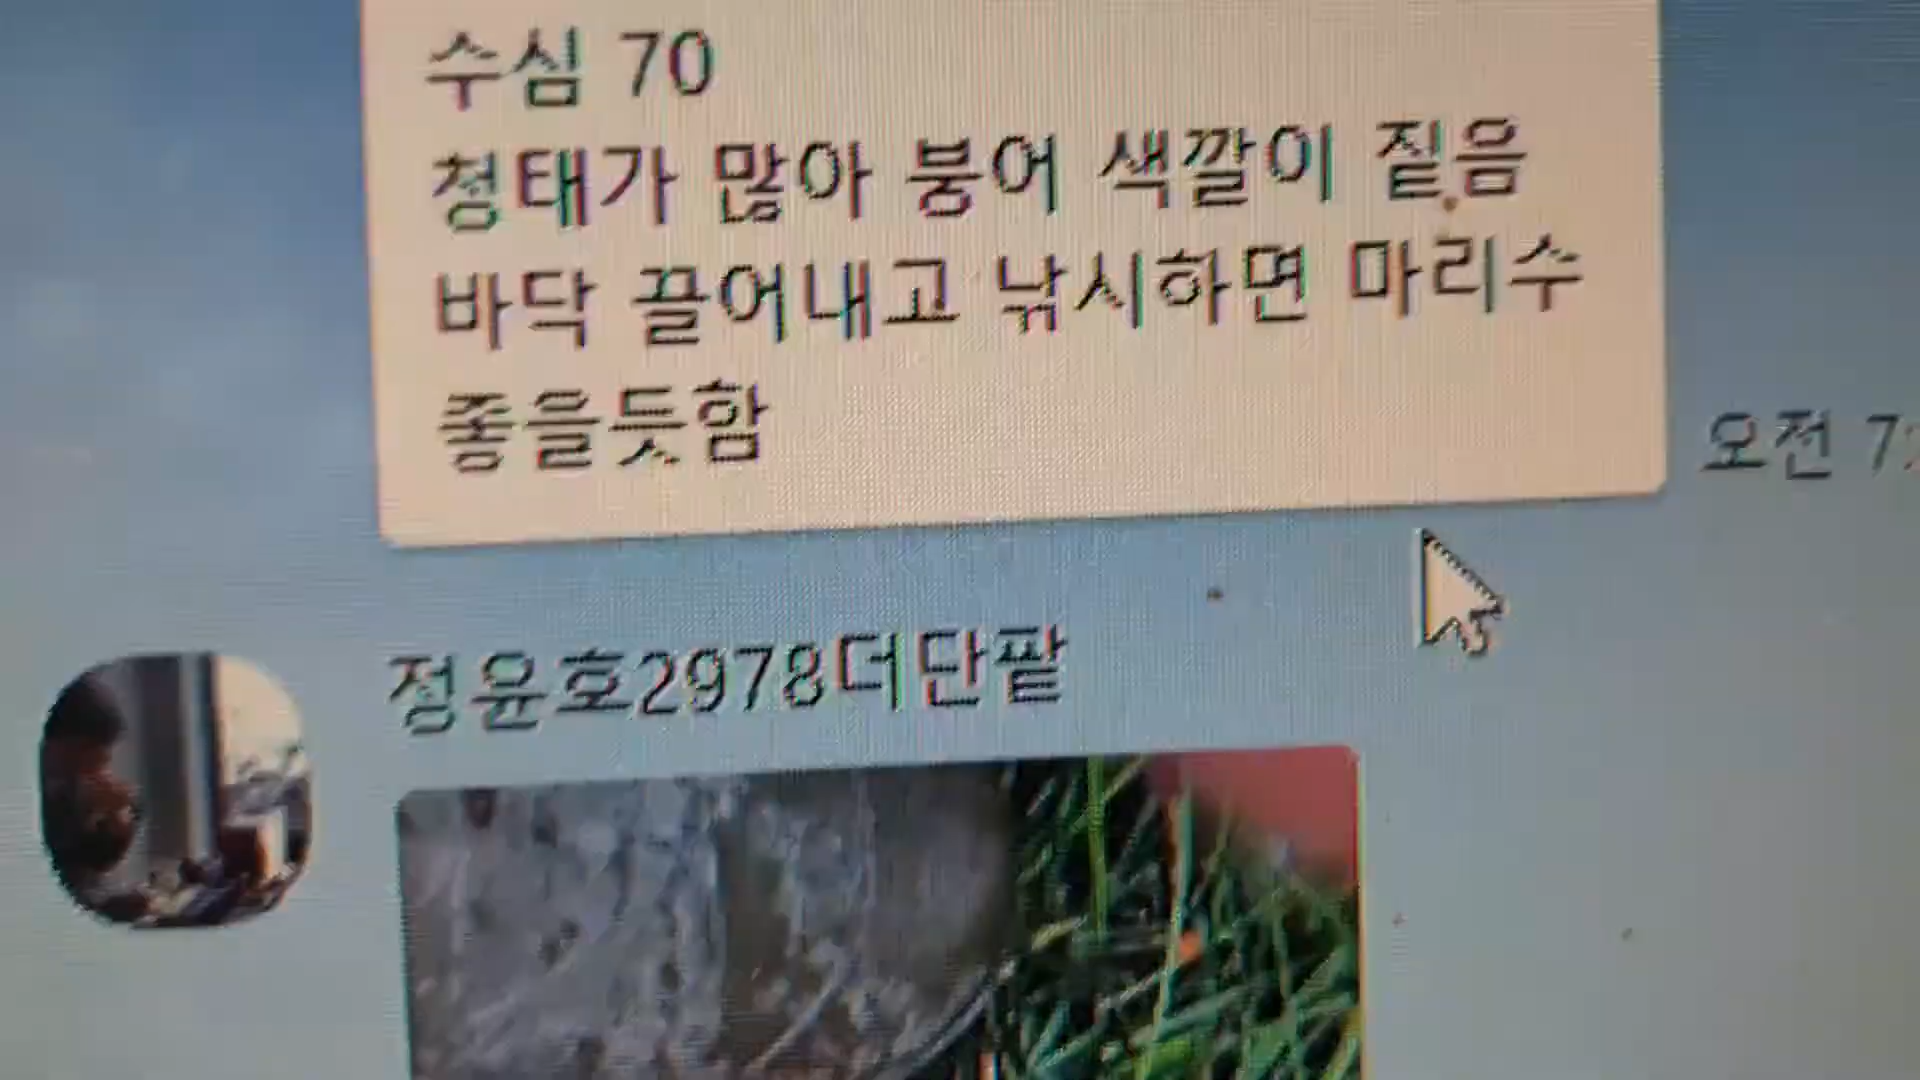 수심 70
청태가 많아 붕어 색깔이 짙음
바닥 끌어내고 낚시하면 마리수
좋을듯함
오전 7:
정윤호2978더단팥